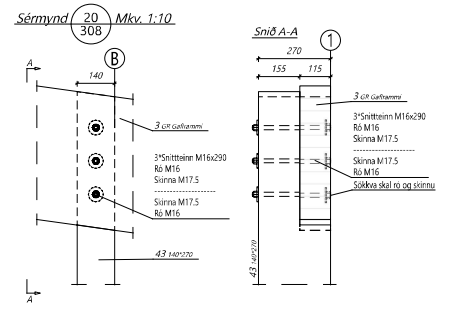 Sérmynd 20 Mkv. 1:10
308
A
B
140
3 GR Gaflrammi
3*Snittteinn M16x290
Ró M16
Skinna M17.5
Skinna M17.5
Ró M16
43 140*270
A
Snið A-A
1
270
155 115
3 GR Gaflrammi
3*Snittteinn M16x290
Ró M16
Skinna M17.5
Skinna M17.5
Ró M16
Sökkva skal ró og skinnu
43 140*270